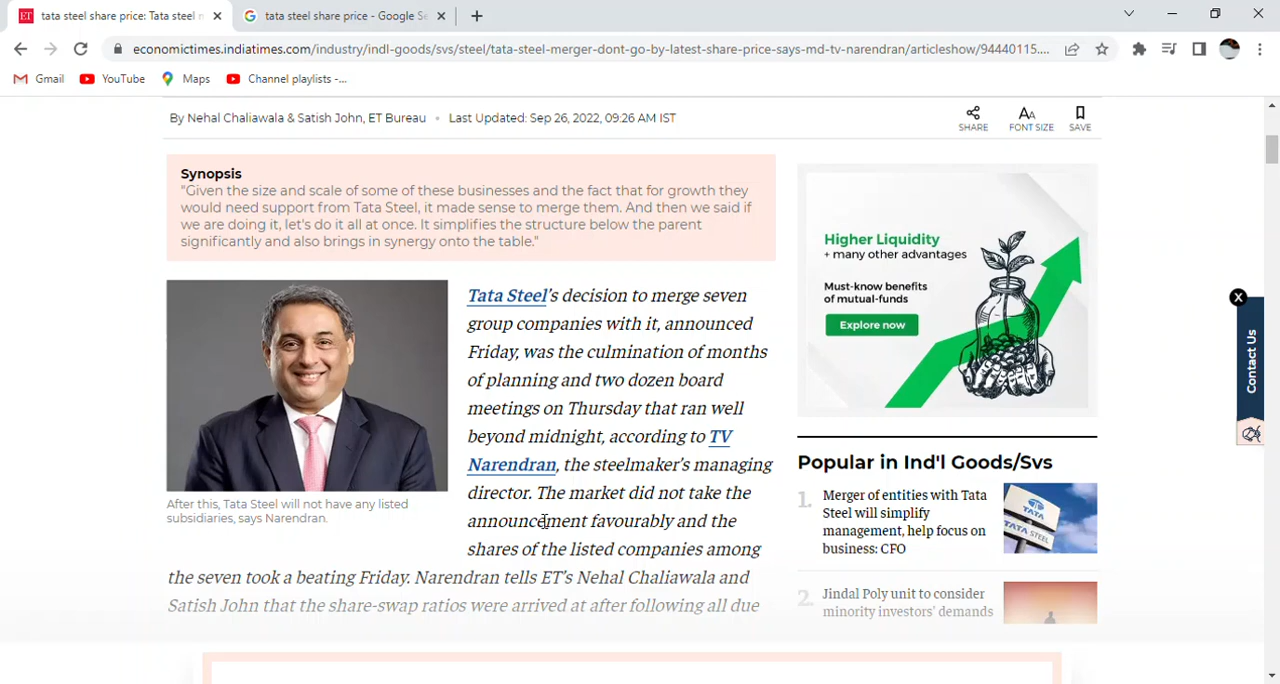 tata steel share price: Tata steel
tata steel share price - Google Se
economictimes.indiatimes.com/industry/indl-goods/svs/steel/tata-steel-merger-dont-go-by-latest-share-price-says-md-tv-narendran/articleshow/94440115....
Gmail
YouTube
Maps
Channel playlists -...
By Nehal Chaliawala & Satish John, ET Bureau • Last Updated: Sep 26, 2022, 09:26 AM IST
SHARE
FONT SIZE
SAVE
Synopsis
"Given the size and scale of some of these businesses and the fact that for growth they
would need support from Tata Steel, it made sense to merge them. And then we said if
we are doing it, let's do it all at once. It simplifies the structure below the parent
significantly and also brings in synergy onto the table."
After this, Tata Steel will not have any listed
subsidiaries, says Narendran.
Tata Steel's decision to merge seven
group companies with it, announced
Friday, was the culmination of months
of planning and two dozen board
meetings on Thursday that ran well
beyond midnight, according to TV
Narendran, the steelmaker's managing
director. The market did not take the
announcement favourably and the
shares of the listed companies among
the seven took a beating Friday. Narendran tells ET's Nehal Chaliawala and
Satish John that the share-swap ratios were arrived at after following all due
Higher Liquidity
+ many other advantages
Must-know benefits
of mutual-funds
Explore now
Popular in Ind'l Goods/Svs
1. Merger of entities with Tata
Steel will simplify
management, help focus on
business: CFO
TATA
TATA STEEL
2. Jindal Poly unit to consider
minority investors' demands
Contact Us